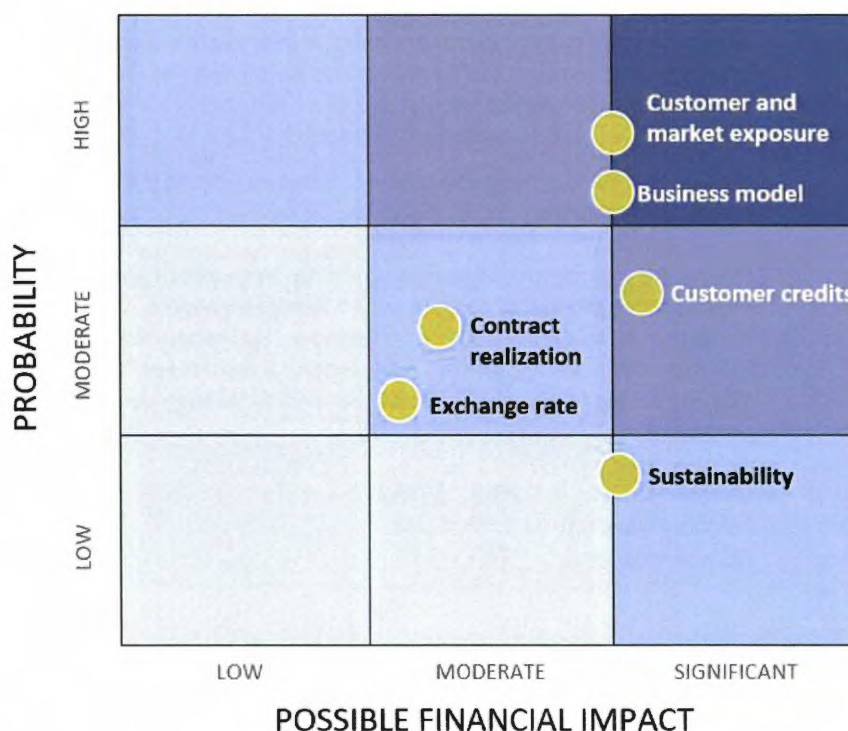 PROBABILITY
HIGH
MODERATE
LOW
Customer and
market exposure
Business model
Customer credits
Contract
realization
Exchange rate
Sustainability
LOW
MODERATE
SIGNIFICANT
POSSIBLE FINANCIAL IMPACT